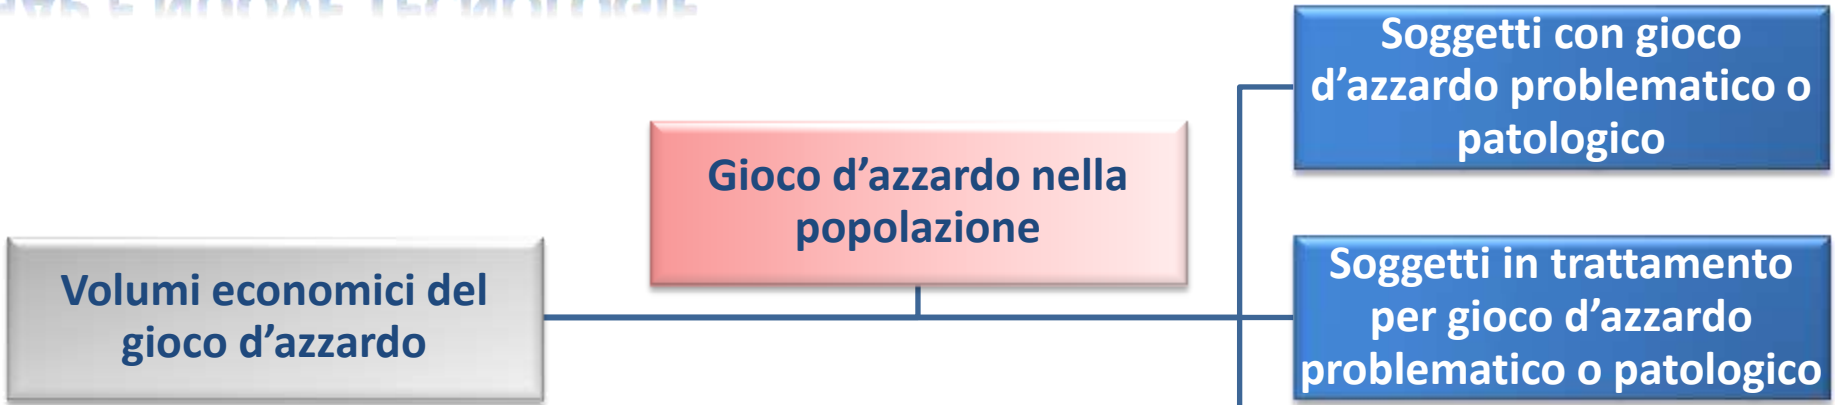 Volumi economici del
gioco d'azzardo
Gioco d'azzardo nella
popolazione
Soggetti con gioco
d'azzardo problematico o
patologico
Soggetti in trattamento
per gioco d'azzardo
problematico o patologico